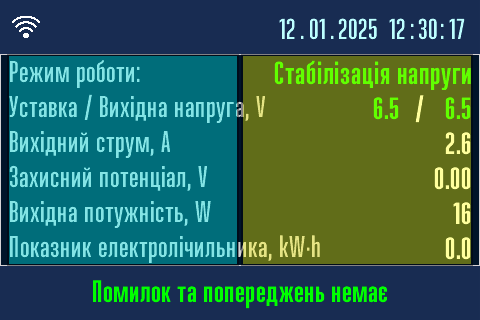 12.01.2025 12:30:17
Режим роботи: Стабілізація напруги
Уставка / Вихідна напруга, V 6.5 / 6.5
Вихідний струм, A 2.6
Захисний потенціал, V 0.00
Вихідна потужність, W 16
Показник електролічильника, kW·h 0.0
Помилок та попереджень немає